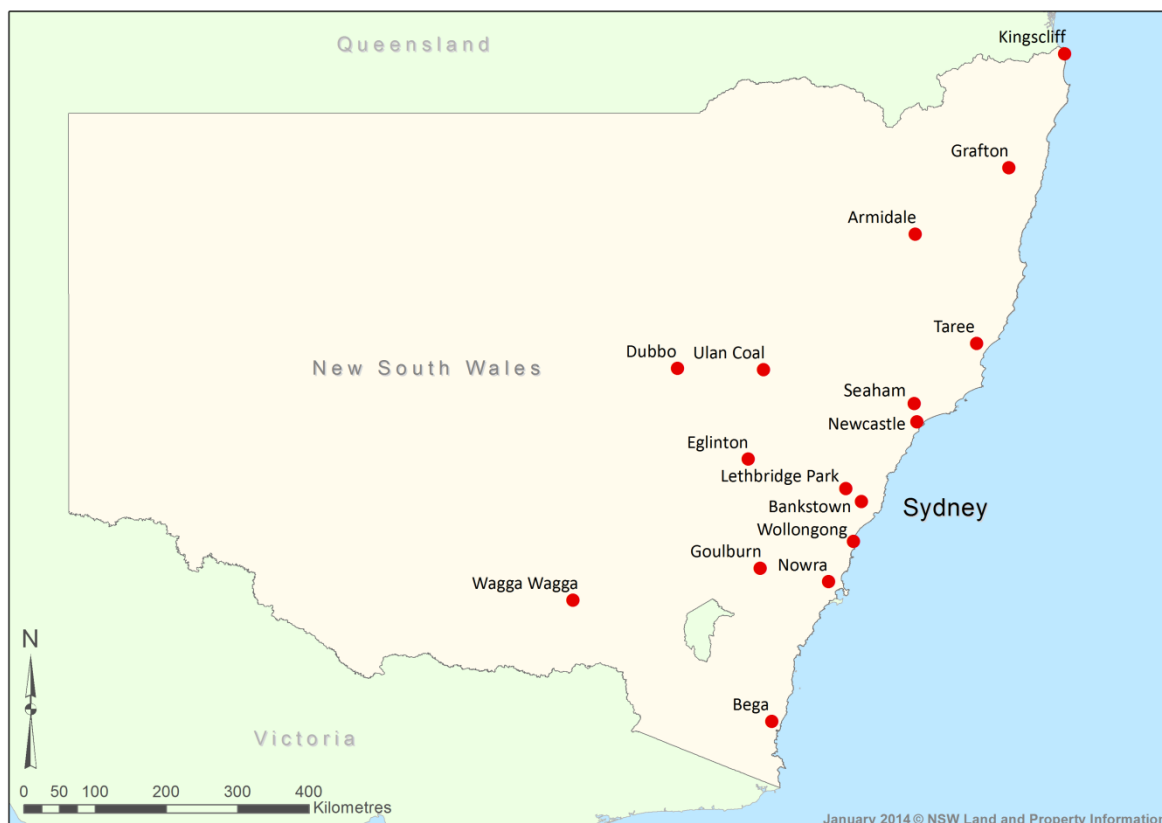 Kingscliff
Queensland
Grafton
Armidale
Taree
Dubbo
Ulan Coal
New South Wales
Seaham
Newcastle
Eglinton
Lethbridge Park
Bankstown
Sydney
Wollongong
Goulburn
Nowra
Wagga Wagga
N
Bega
Victoria
0 50 100 200 300 400
Kilometres
January 2014 © NSW Land and Property Information